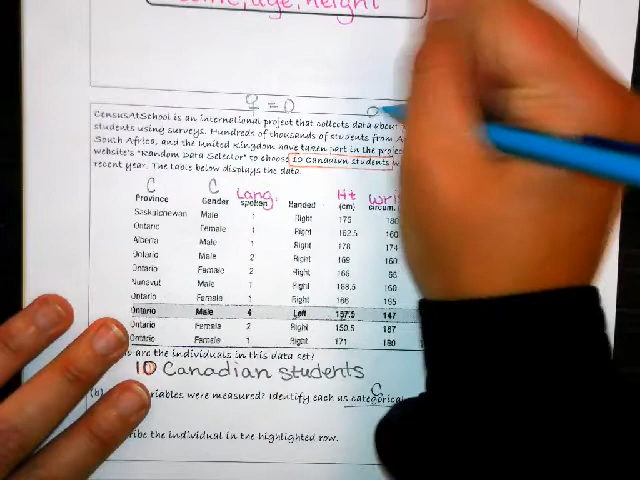 name, age, height
♀ = 0
CensusAtSchool is an international project that collects data about
students using surveys. Hundreds of thousands of students from
South Africa, and the United Kingdom have taken part in the
website's "Random Data Selector" to choose 10 Canadian students
recent year. The table below displays the data.
C C Lang. Ht
Province Gender spoken Handed (cm) circum.
Saskatchewan Male 1 Right 175 180
Ontario Female 1 Right 162.5 160
Alberta Male 1 Right 178 174
Ontario Male 2 Right 169 160
Ontario Female 2 Right 166 65
Nunavut Male 1 Right 168.5 160
Ontario Female 1 Right 166 165
Ontario Male 4 Left 157.5 147
Ontario Female 2 Right 150.5 187
Ontario Female 1 Right 171 180
are the individuals in this data set?
10 Canadian students
C
(b) variables were measured? Identify each as categorical
the individual in the highlighted row.